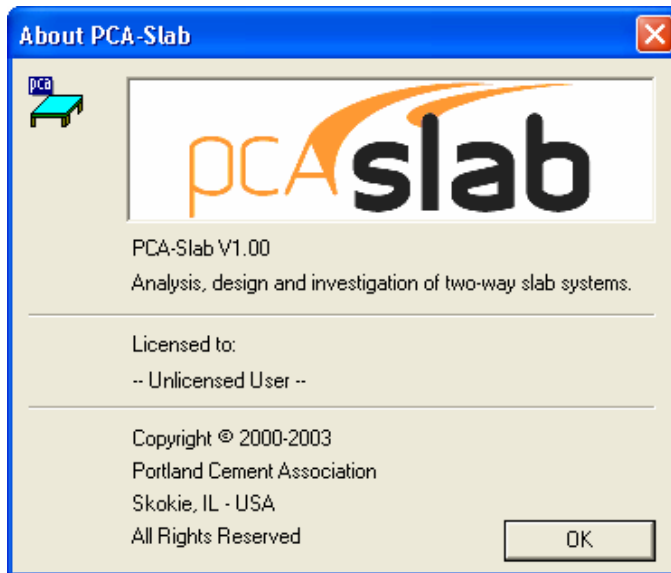 About PCA-Slab
pca
pcaslab
PCA-Slab V1.00
Analysis, design and investigation of two-way slab systems.
Licensed to:
-- Unlicensed User --
Copyright © 2000-2003
Portland Cement Association
Skokie, IL - USA
All Rights Reserved
OK